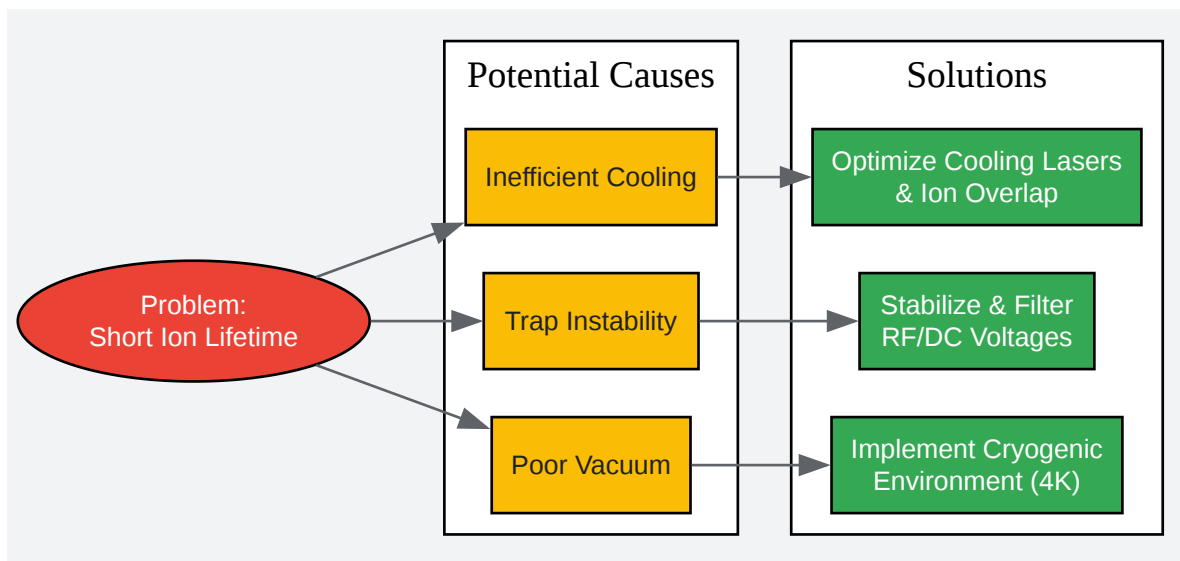 Potential Causes
Solutions
Inefficient Cooling
Optimize Cooling Lasers
& Ion Overlap
Problem:
Short Ion Lifetime
Trap Instability
Stabilize & Filter
RF/DC Voltages
Poor Vacuum
Implement Cryogenic
Environment (4K)